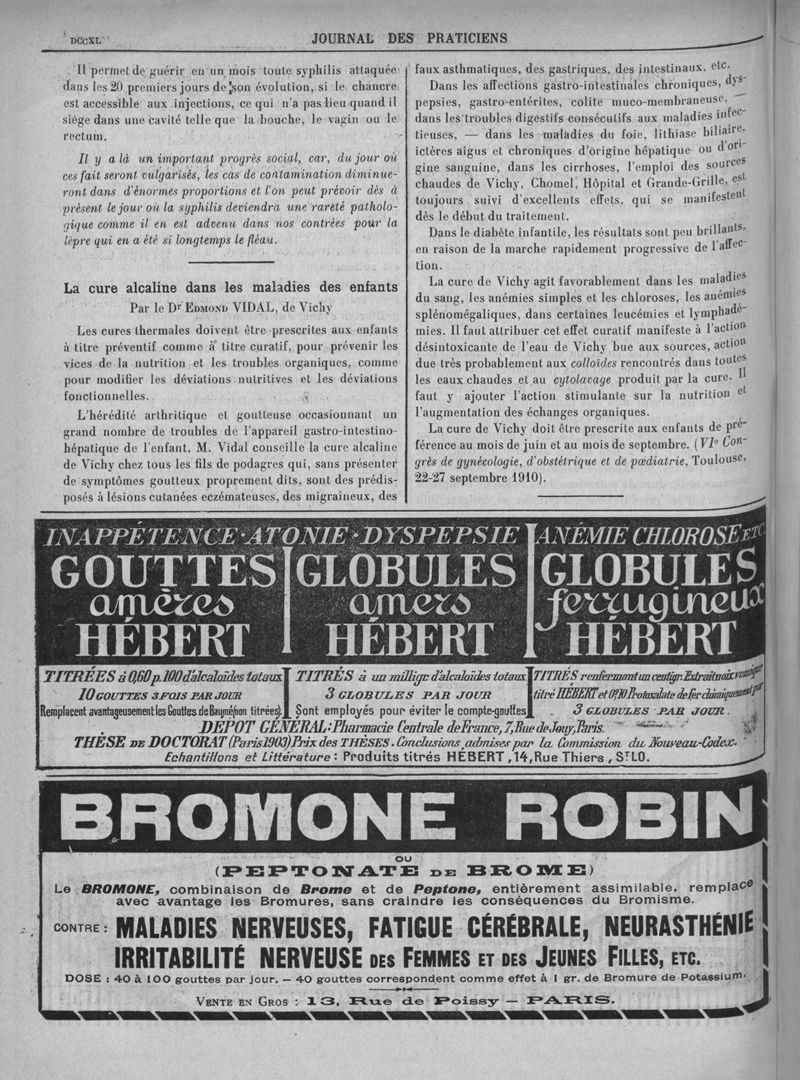 DCCXL
JOURNAL DES PRATICIENS
Il permet de guérir en un mois toute syphilis attaquée
dans les 20 premiers jours de son évolution, si le chancre
est accessible aux injections, ce qui n'a pas lieu quand il
siége dans une cavité telle que la bouche, le vagin ou le
rectum.
Il y a là un important progrès social, car, du jour où
ces fait seront vulgarisés, les cas de contamination diminue-
ront dans d'énormes proportions et l'on peut prévoir dès à
présent le jour où la syphilis deviendra une rareté patholo-
gique comme il en est advenu dans nos contrées pour la
lèpre qui en a été si longtemps le fléau.
La cure alcaline dans les maladies des enfants
Par le Dr EDMOND VIDAL, de Vichy
Les cures thermales doivent être prescrites aux enfants
à titre préventif comme à titre curatif, pour prévenir les
vices de la nutrition et les troubles organiques, comme
pour modifier les déviations nutritives et les déviations
fonctionnelles.
L'hérédité arthritique et goutteuse occasionnant un
grand nombre de troubles de l'appareil gastro-intestino-
hépatique de l'enfant, M. Vidal conseille la cure alcaline
de Vichy chez tous les fils de podagres qui, sans présenter
de symptômes goutteux proprement dits, sont des prédis-
posés à lésions cutanées eczémateuses, des migraineux, des
faux asthmatiques, des gastriques, des intestinaux, etc.
Dans les affections gastro-intestinales chroniques, dys-
pepsies, gastro-entérites, colite muco-membraneuse, —
dans les troubles digestifs consécutifs aux maladies infec-
tieuses, — dans les maladies du foie, lithiase biliaire,
ictères aigus et chroniques d'origine hépatique ou d'ori-
gine sanguine, dans les cirrhoses, l'emploi des sources
chaudes de Vichy, Chomel, Hôpital et Grande-Grille, est
toujours suivi d'excellents effets, qui se manifestent
dès le début du traitement.
Dans le diabète infantile, les résultats sont peu brillants,
en raison de la marche rapidement progressive de l'affec-
tion.
La cure de Vichy agit favorablement dans les maladies
du sang, les anémies simples et les chloroses, les anémies
splénomégaliques, dans certaines leucémies et lymphadé-
mies. Il faut attribuer cet effet curatif manifeste à l'action
désintoxicante de l'eau de Vichy bue aux sources, action
due très probablement aux colloïdes rencontrés dans toutes
les eaux chaudes et au cytolavage produit par la cure. Il
faut y ajouter l'action stimulante sur la nutrition et
l'augmentation des échanges organiques.
La cure de Vichy doit être prescrite aux enfants de pré-
férence au mois de juin et au mois de septembre. (VIe Con-
grès de gynécologie, d'obstétrique et de pœdiatrie, Toulouse,
22-27 septembre 1910).
INAPPÉTENCE-ATONIE-DYSPEPSIE
ANÉMIE CHLOROSE ETC.
GOUTTES
amères
HÉBERT
GLOBULES
amers
HÉBERT
GLOBULES
ferrugineux
HÉBERT
TITRÉES à 0,60 p. 100 d'alcaloïdes totaux
10 GOUTTES 3 FOIS PAR JOUR
Remplacent avantageusement les Gouttes de Baumé (non titrées)
TITRÉS à un milligr d'alcaloïdes totaux
3 GLOBULES PAR JOUR
Sont employés pour éviter le compte-gouttes
TITRÉS renfermant un centigr. Extrait noix vomique
titré HÉBERT et 0g10 Protoxalate de fer chimiquement pur
3 GLOBULES PAR JOUR
DÉPOT GÉNÉRAL: Pharmacie Centrale de France, 7, Rue de Jouy, Paris.
THÈSE DE DOCTORAT (Paris 1903) Prix des THÈSES. Conclusions admises par la Commission du Nouveau-Codex.
Echantillons et Littérature : Produits titrés HÉBERT, 14, Rue Thiers, ST LO.
BROMONE ROBIN
OU
(PEPTONATE DE BROME)
Le BROMONE, combinaison de Brome et de Peptone, entièrement assimilable, remplace
avec avantage les Bromures, sans craindre les conséquences du Bromisme.
CONTRE : MALADIES NERVEUSES, FATIGUE CÉRÉBRALE, NEURASTHÉNIE
IRRITABILITÉ NERVEUSE DES FEMMES ET DES JEUNES FILLES, ETC.
DOSE : 40 à 100 gouttes par jour. — 40 gouttes correspondent comme effet à 1 gr. de Bromure de Potassium.
VENTE EN GROS : 13, Rue de Poissy — PARIS.